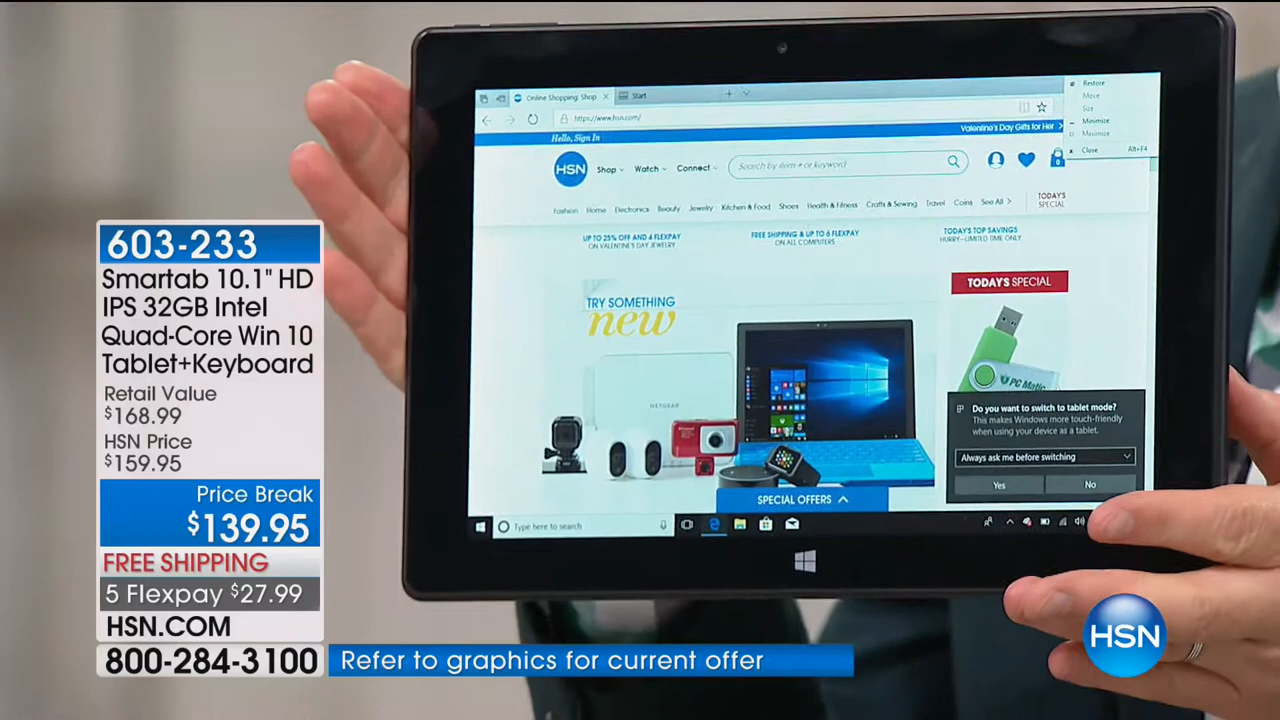 603-233
Smartab 10.1" HD
IPS 32GB Intel
Quad-Core Win 10
Tablet+Keyboard
Retail Value
$168.99
HSN Price
$159.95
Price Break
$139.95
FREE SHIPPING
5 Flexpay $27.99
HSN.COM
800-284-3100
Refer to graphics for current offer
HSN
Online Shopping: Shop
Start
https://www.hsn.com/
Restore
Move
Size
Minimize
Maximize
Close Alt+F4
Hello, Sign In
Valentine's Day Gifts for Her
HSN Shop Watch Connect Search by item # or keyword 0
Fashion Home Electronics Beauty Jewelry Kitchen & Food Shoes Health & Fitness Crafts & Sewing Travel Coins See All
TODAY'S
SPECIAL
UP TO 25% OFF AND 4 FLEXPAY
ON VALENTINE'S DAY JEWELRY
FREE SHIPPING & UP TO 6 FLEXPAY
ON ALL COMPUTERS
TODAY'S TOP SAVINGS
HURRY—LIMITED TIME ONLY
TRY SOMETHING
new
NETGEAR
TODAY'S SPECIAL
PC Matic
Do you want to switch to tablet mode?
This makes Windows more touch-friendly
when using your device as a tablet.
Always ask me before switching
Yes No
SPECIAL OFFERS
Type here to search